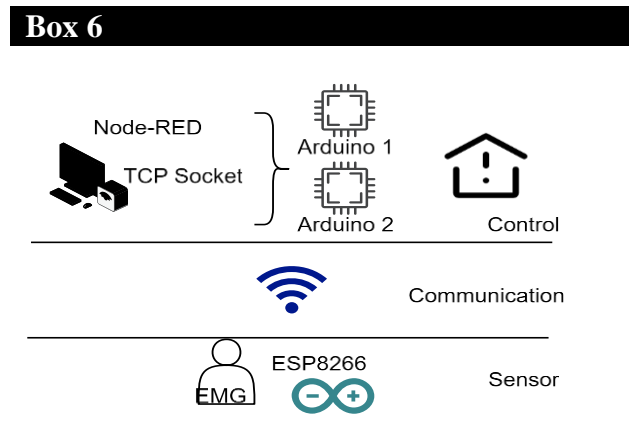 Box 6
Node-RED
TCP Socket
Arduino 1
Arduino 2
Control
Communication
ESP8266
EMG
Sensor